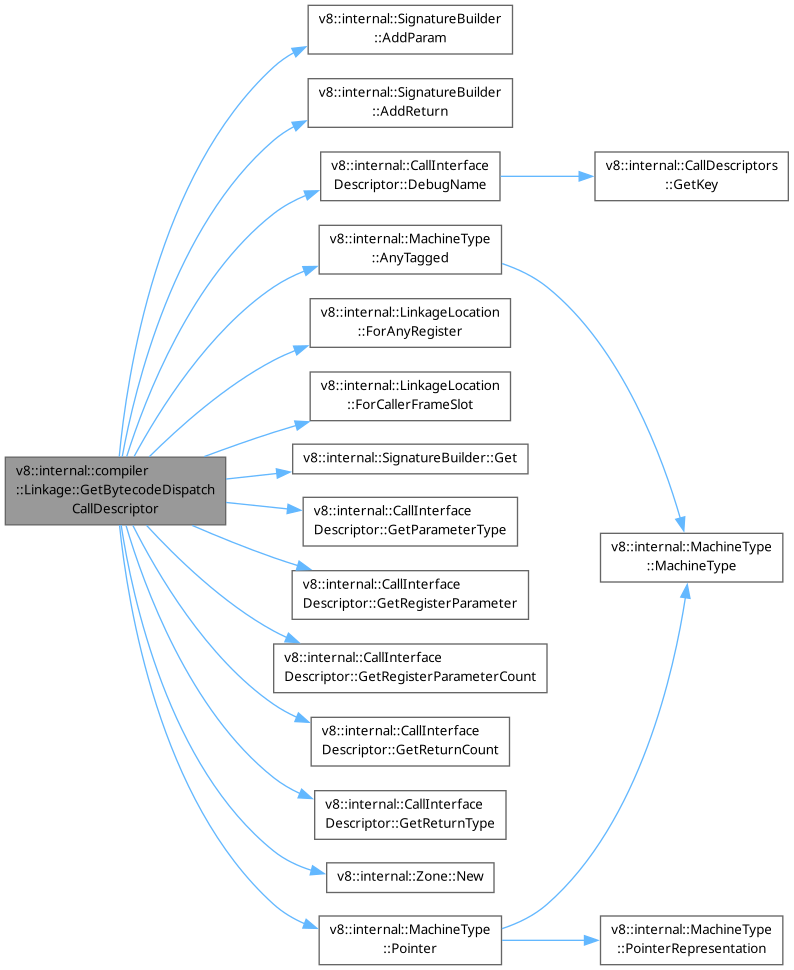 v8::internal::SignatureBuilder
::AddParam
v8::internal::SignatureBuilder
::AddReturn
v8::internal::CallInterface
Descriptor::DebugName
v8::internal::CallDescriptors
::GetKey
v8::internal::MachineType
::AnyTagged
v8::internal::LinkageLocation
::ForAnyRegister
v8::internal::LinkageLocation
::ForCallerFrameSlot
v8::internal::compiler
::Linkage::GetBytecodeDispatch
CallDescriptor
v8::internal::SignatureBuilder::Get
v8::internal::CallInterface
Descriptor::GetParameterType
v8::internal::MachineType
::MachineType
v8::internal::CallInterface
Descriptor::GetRegisterParameter
v8::internal::CallInterface
Descriptor::GetRegisterParameterCount
v8::internal::CallInterface
Descriptor::GetReturnCount
v8::internal::CallInterface
Descriptor::GetReturnType
v8::internal::Zone::New
v8::internal::MachineType
::Pointer
v8::internal::MachineType
::PointerRepresentation